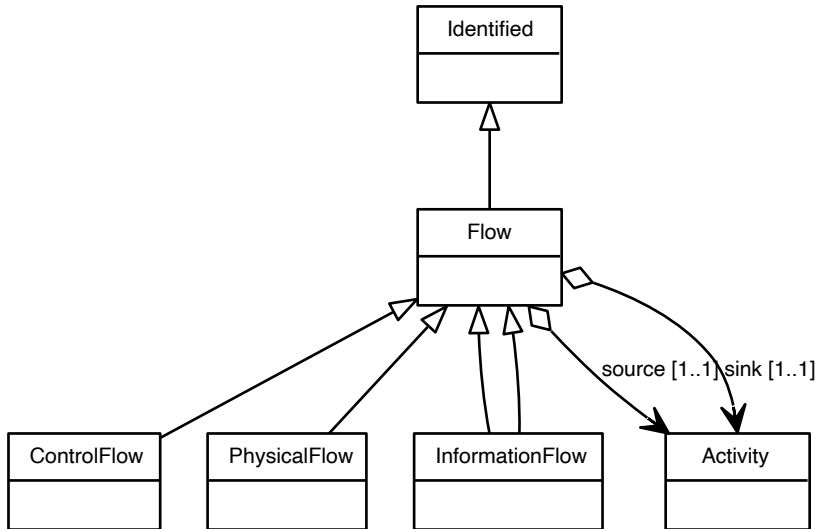 Identified
Flow
source [1..1] sink [1..1]
ControlFlow PhysicalFlow InformationFlow Activity